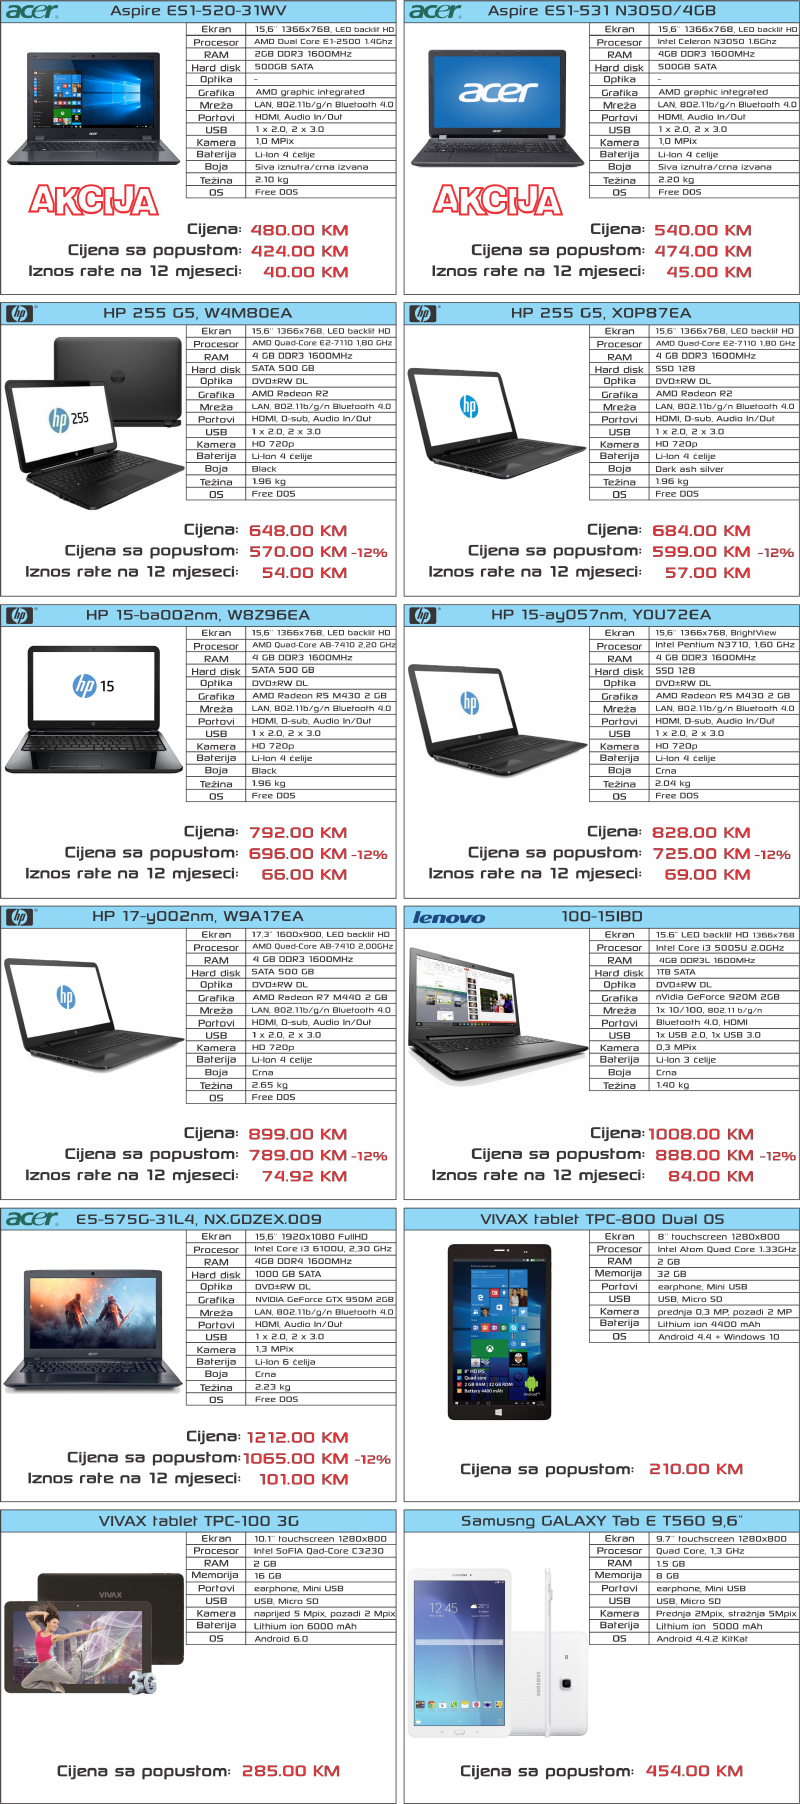 acer Aspire ES1-520-31WV
Ekran 15,6" 1366x768, LED backlit HD
Procesor AMD Dual Core E1-2500 1.4Ghz
RAM 2GB DDR3 1600MHz
Hard disk 500GB SATA
Optika -
Grafika AMD graphic integrated
Mreža LAN, 802.11b/g/n Bluetooth 4.0
Portovi HDMI, Audio In/Out
USB 1 x 2.0, 2 x 3.0
Kamera 1,0 MPix
Baterija Li-Ion 4 ćelije
Boja Siva iznutra/crna izvana
Težina 2.10 kg
OS Free DOS
AKCIJA
Cijena: 480.00 KM
Cijena sa popustom: 424.00 KM
Iznos rate na 12 mjeseci: 40.00 KM
acer Aspire ES1-531 N3050/4GB
Ekran 15,6" 1366x768, LED backlit HD
Procesor Intel Celeron N3050 1.6Ghz
RAM 4GB DDR3 1600MHz
Hard disk 500GB SATA
Optika -
Grafika AMD graphic integrated
Mreža LAN, 802.11b/g/n Bluetooth 4.0
Portovi HDMI, Audio In/Out
USB 1 x 2.0, 2 x 3.0
Kamera 1,0 MPix
Baterija Li-Ion 4 ćelije
Boja Siva iznutra/crna izvana
Težina 2.20 kg
OS Free DOS
acer
AKCIJA
Cijena: 540.00 KM
Cijena sa popustom: 474.00 KM
Iznos rate na 12 mjeseci: 45.00 KM
hp HP 255 G5, W4M80EA
Ekran 15,6" 1366x768, LED backlit HD
Procesor AMD Quad-Core E2-7110 1,80 GHz
RAM 4 GB DDR3 1600MHz
Hard disk SATA 500 GB
Optika DVD±RW DL
Grafika AMD Radeon R2
Mreža LAN, 802.11b/g/n Bluetooth 4.0
Portovi HDMI, D-sub, Audio In/Out
USB 1 x 2.0, 2 x 3.0
Kamera HD 720p
Baterija Li-Ion 4 ćelije
Boja Black
Težina 1.96 kg
OS Free DOS
hp 255
Cijena: 648.00 KM
Cijena sa popustom: 570.00 KM -12%
Iznos rate na 12 mjeseci: 54.00 KM
hp HP 255 G5, X0P87EA
Ekran 15,6" 1366x768, LED backlit HD
Procesor AMD Quad-Core E2-7110 1,80 GHz
RAM 4 GB DDR3 1600MHz
Hard disk SSD 128
Optika DVD±RW DL
Grafika AMD Radeon R2
Mreža LAN, 802.11b/g/n Bluetooth 4.0
Portovi HDMI, D-sub, Audio In/Out
USB 1 x 2.0, 2 x 3.0
Kamera HD 720p
Baterija Li-Ion 4 ćelije
Boja Dark ash silver
Težina 1.96 kg
OS Free DOS
hp
Cijena: 684.00 KM
Cijena sa popustom: 599.00 KM -12%
Iznos rate na 12 mjeseci: 57.00 KM
hp HP 15-ba002nm, W8Z96EA
Ekran 15,6" 1366x768, LED backlit HD
Procesor AMD Quad-Core A8-7410 2,20 GHz
RAM 4 GB DDR3 1600MHz
Hard disk SATA 500 GB
Optika DVD±RW DL
Grafika AMD Radeon R5 M430 2 GB
Mreža LAN, 802.11b/g/n Bluetooth 4.0
Portovi HDMI, D-sub, Audio In/Out
USB 1 x 2.0, 2 x 3.0
Kamera HD 720p
Baterija Li-Ion 4 ćelije
Boja Black
Težina 1.96 kg
OS Free DOS
hp 15
Cijena: 792.00 KM
Cijena sa popustom: 696.00 KM -12%
Iznos rate na 12 mjeseci: 66.00 KM
hp HP 15-ay057nm, Y0U72EA
Ekran 15,6" 1366x768, BrightView
Procesor Intel Pentium N3710, 1,60 GHz
RAM 4 GB DDR3 1600MHz
Hard disk SSD 128
Optika DVD±RW DL
Grafika AMD Radeon R5 M430 2 GB
Mreža LAN, 802.11b/g/n Bluetooth 4.0
Portovi HDMI, D-sub, Audio In/Out
USB 1 x 2.0, 2 x 3.0
Kamera HD 720p
Baterija Li-Ion 4 ćelije
Boja Crna
Težina 2.04 kg
OS Free DOS
hp
Cijena: 828.00 KM
Cijena sa popustom: 725.00 KM -12%
Iznos rate na 12 mjeseci: 69.00 KM
hp HP 17-y002nm, W9A17EA
Ekran 17,3" 1600x900, LED backlit HD
Procesor AMD Quad-Core A8-7410 2,00GHz
RAM 4 GB DDR3 1600MHz
Hard disk SATA 500 GB
Optika DVD±RW DL
Grafika AMD Radeon R7 M440 2 GB
Mreža LAN, 802.11b/g/n Bluetooth 4.0
Portovi HDMI, D-sub, Audio In/Out
USB 1 x 2.0, 2 x 3.0
Kamera HD 720p
Baterija Li-Ion 4 ćelije
Boja Crna
Težina 2.65 kg
OS Free DOS
hp
Cijena: 899.00 KM
Cijena sa popustom: 789.00 KM -12%
Iznos rate na 12 mjeseci: 74.92 KM
lenovo 100-15IBD
Ekran 15.6" LED backlit HD 1366x768
Procesor Intel Core i3 5005U 2.0GHz
RAM 4GB DDR3L 1600MHz
Hard disk 1TB SATA
Optika DVD±RW DL
Grafika nVidia GeForce 920M 2GB
Mreža 1x 10/100, 802.11 b/g/n
Portovi Bluetooth 4.0, HDMI
USB 1x USB 2.0, 1x USB 3.0
Kamera 0,3 MPix
Baterija Li-Ion 3 ćelije
Boja Crna
Težina 1.40 kg
Cijena: 1008.00 KM
Cijena sa popustom: 888.00 KM -12%
Iznos rate na 12 mjeseci: 84.00 KM
acer E5-575G-31L4, NX.GDZEX.009
Ekran 15,6" 1920x1080 FullHD
Procesor Intel Core i3 6100U, 2,30 GHz
RAM 4GB DDR4 1600MHz
Hard disk 1000 GB SATA
Optika DVD±RW DL
Grafika NVIDIA GeForce GTX 950M 2GB
Mreža LAN, 802.11b/g/n Bluetooth 4.0
Portovi HDMI, Audio In/Out
USB 1 x 2.0, 2 x 3.0
Kamera 1,3 MPix
Baterija Li-Ion 6 ćelija
Boja Crna
Težina 2.23 kg
OS Free DOS
Cijena: 1212.00 KM
Cijena sa popustom: 1065.00 KM -12%
Iznos rate na 12 mjeseci: 101.00 KM
VIVAX tablet TPC-800 Dual OS
Ekran 8" touchscreen 1280x800
Procesor Intel Atom Quad Core 1.33GHz
RAM 2 GB
Memorija 32 GB
Portovi earphone, Mini USB
USB USB, Micro SD
Kamera prednja 0,3 MP, pozadi 2 MP
Baterija Lithium ion 4400 mAh
OS Android 4.4 + Windows 10
8" HD IPS
Quad core
2 GB RAM | 32 GB ROM
Battery 4400 mAh
Cijena sa popustom: 210.00 KM
VIVAX tablet TPC-100 3G
Ekran 10.1" touchscreen 1280x800
Procesor Intel SoFIA Qad-Core C3230
RAM 2 GB
Memorija 16 GB
Portovi earphone, Mini USB
USB USB, Micro SD
Kamera naprijed 5 Mpix, pozadi 2 Mpix
Baterija Lithium ion 6000 mAh
OS Android 6.0
VIVAX
3G
Cijena sa popustom: 285.00 KM
Samusng GALAXY Tab E T560 9,6"
Ekran 9.7" touchscreen 1280x800
Procesor Quad Core, 1,3 GHz
RAM 1.5 GB
Memorija 8 GB
Portovi earphone, Mini USB
USB USB, Micro SD
Kamera Prednja 2Mpix, stražnja 5Mpix
Baterija Lithium ion 5000 mAh
OS Android 4.4.2 KitKat
12:45
SAMSUNG
Cijena sa popustom: 454.00 KM